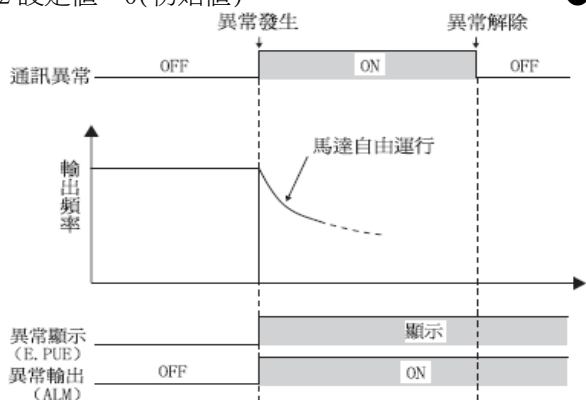 設定值 “0(初始值)
異常發生 異常解除
通訊異常 OFF ON OFF
馬達自由運行
輸出頻率
異常顯示 顯示
(E.PUE)
異常輸出 OFF ON
(ALM)